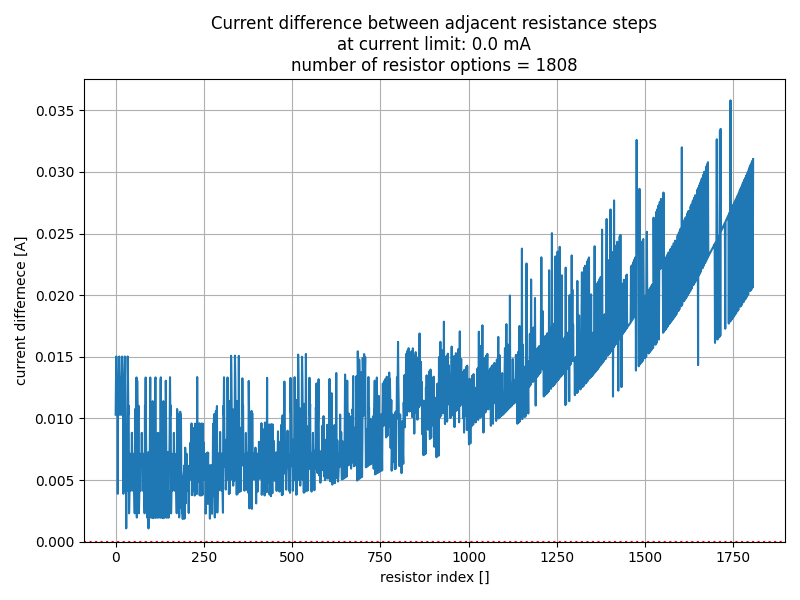 Current difference between adjacent resistance steps
at current limit: 0.0 mA
number of resistor options = 1808
0.035
0.030
0.025
0.020
0.015
0.010
0.005
0.000
current differnece [A]
0 250 500 750 1000 1250 1500 1750
resistor index []